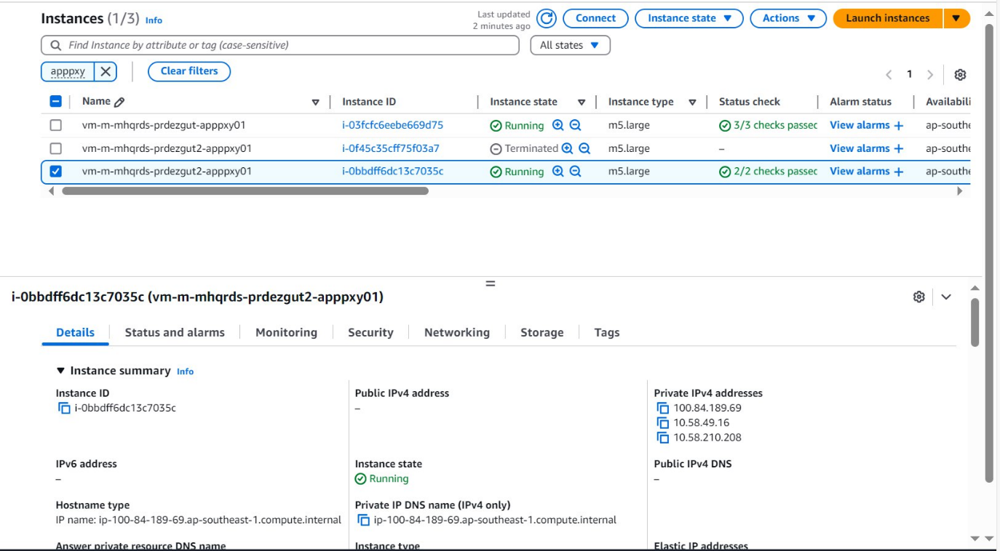 Instances (1/3) Info
Last updated
2 minutes ago
Connect
Instance state
Actions
Launch instances
Find Instance by attribute or tag (case-sensitive)
All states
apppxy
Clear filters
1
Name Instance ID Instance state Instance type Status check Alarm status Availabili
vm-m-mhqrds-prdezgut-apppxy01 i-03fcfc6eebe669d75 Running m5.large 3/3 checks passec View alarms + ap-southe
vm-m-mhqrds-prdezgut2-apppxy01 i-0f45c35cff75f03a7 Terminated m5.large – View alarms + ap-southe
vm-m-mhqrds-prdezgut2-apppxy01 i-0bbdff6dc13c7035c Running m5.large 2/2 checks passec View alarms + ap-southe
i-0bbdff6dc13c7035c (vm-m-mhqrds-prdezgut2-apppxy01)
Details Status and alarms Monitoring Security Networking Storage Tags
Instance summary Info
Instance ID
i-0bbdff6dc13c7035c
Public IPv4 address
–
Private IPv4 addresses
100.84.189.69
10.58.49.16
10.58.210.208
IPv6 address
–
Instance state
Running
Public IPv4 DNS
–
Hostname type
IP name: ip-100-84-189-69.ap-southeast-1.compute.internal
Private IP DNS name (IPv4 only)
ip-100-84-189-69.ap-southeast-1.compute.internal
Answer private resource DNS name
Instance type
Elastic IP addresses